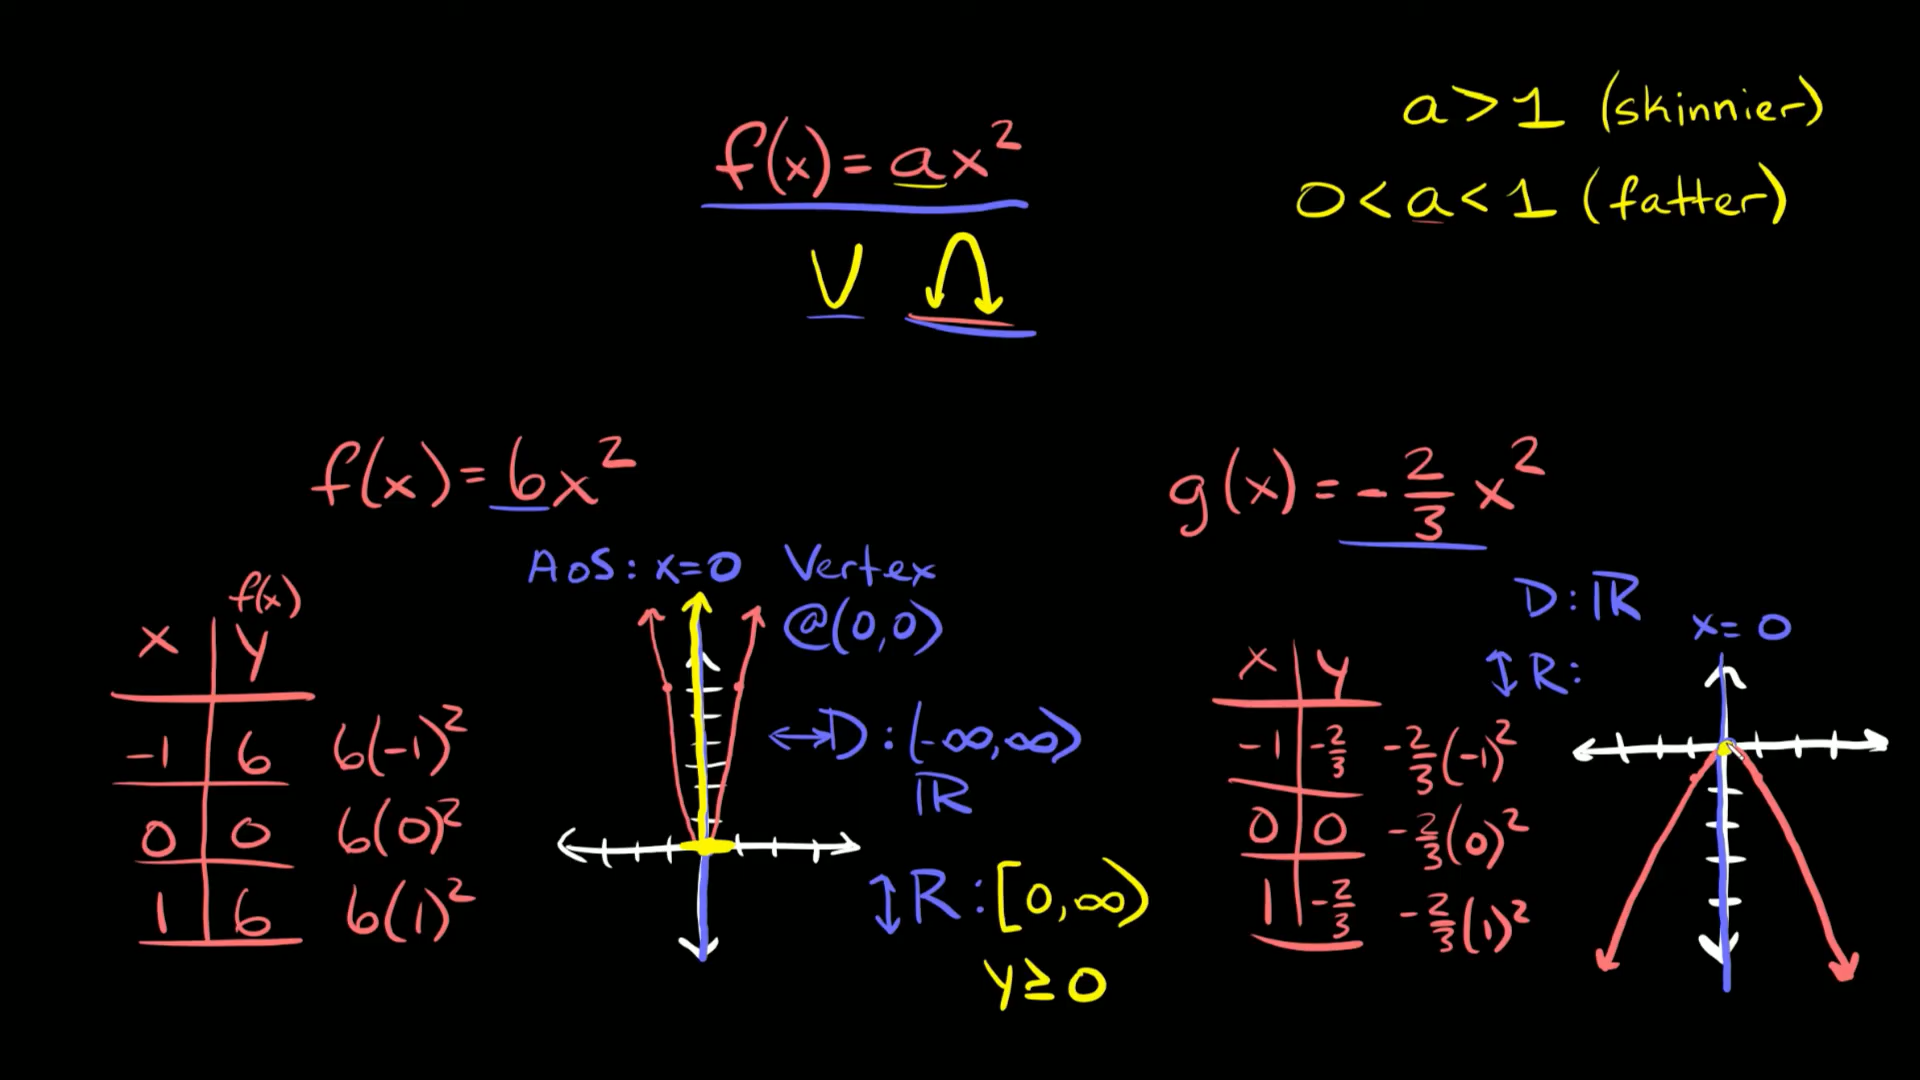 f(x) = ax²
a > 1 (skinnier)
0 < a < 1 (fatter)
f(x) = 6x²
AoS: x=0 Vertex
@(0,0)
f(x)
x y
-1 6 6(-1)²
0 0 6(0)²
1 6 6(1)²
D: (-∞,∞)
ℝ
R: [0,∞)
y ≥ 0
g(x) = -2/3 x²
D: ℝ
x = 0
R:
x y
-1 -2/3 -2/3(-1)²
0 0 -2/3(0)²
1 -2/3 -2/3(1)²